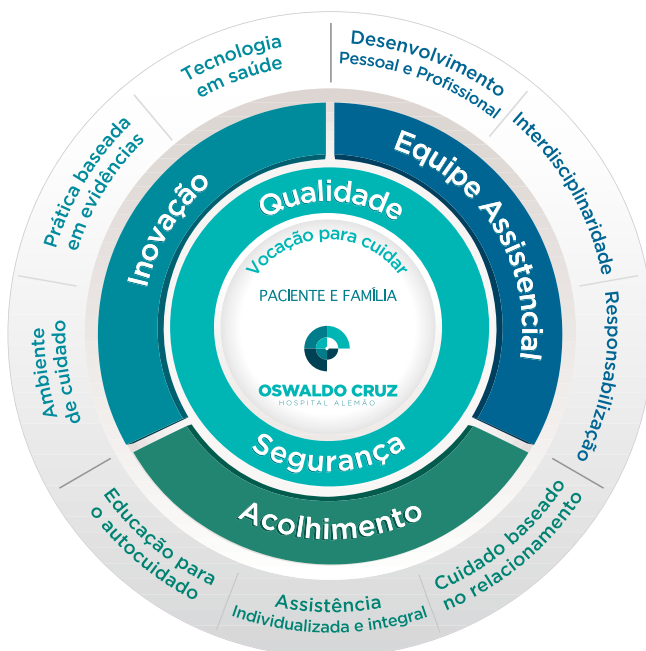 Tecnologia
em saúde
Desenvolvimento
Pessoal e Profissional
Interdisciplinaridade
Responsabilização
Cuidado baseado
no relacionamento
Assistência
Individualizada e integral
Educação para
o autocuidado
Ambiente
de cuidado
Prática baseada
em evidências
Inovação
Equipe Assistencial
Acolhimento
Qualidade
Segurança
Vocação para cuidar
PACIENTE E FAMÍLIA
OSWALDO CRUZ
HOSPITAL ALEMÃO